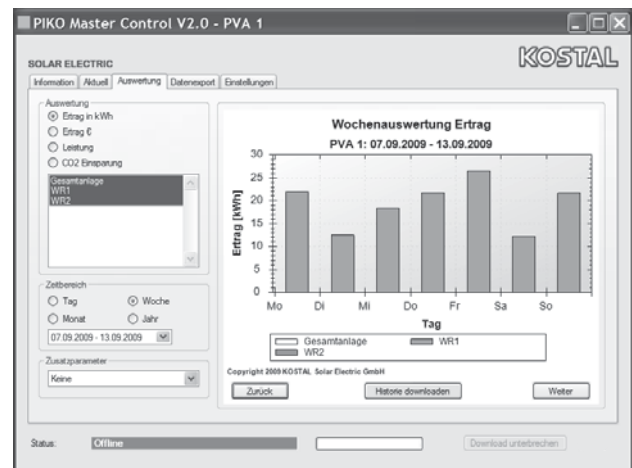 PIKO Master Control V2.0 - PVA 1
SOLAR ELECTRIC
KOSTAL
Information Aktuell Auswertung Datenexport Einstellungen
Auswertung
Ertrag in kWh
Ertrag €
Leistung
CO2 Einsparung
Gesamtanlage
WR1
WR2
Zeitbereich
Tag Woche
Monat Jahr
07.09.2009 - 13.09.2009
Zusatzparameter
Keine
Wochenauswertung Ertrag
PVA 1: 07.09.2009 - 13.09.2009
Ertrag [kWh]
30
25
20
15
10
5
0
Mo Di Mi Do Fr Sa So
Tag
Gesamtanlage WR1
WR2
Copyright 2009 KOSTAL Solar Electric GmbH
Zurück Historie downloaden Weiter
Status: Offline Download unterbrechen